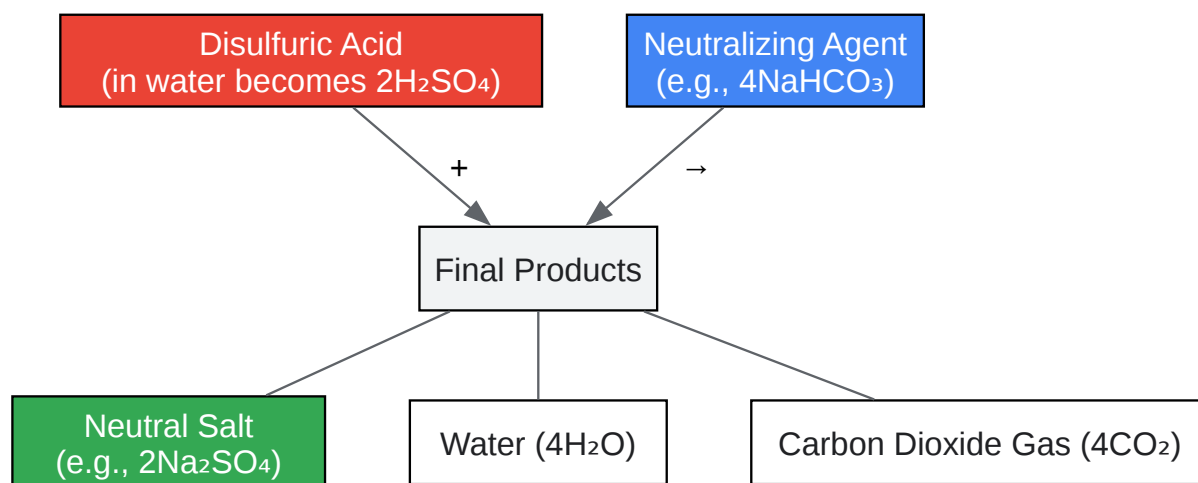 Disulfuric Acid
(in water becomes 2H₂SO₄)
Neutralizing Agent
(e.g., 4NaHCO₃)
+
→
Final Products
Neutral Salt
(e.g., 2Na₂SO₄)
Water (4H₂O)
Carbon Dioxide Gas (4CO₂)